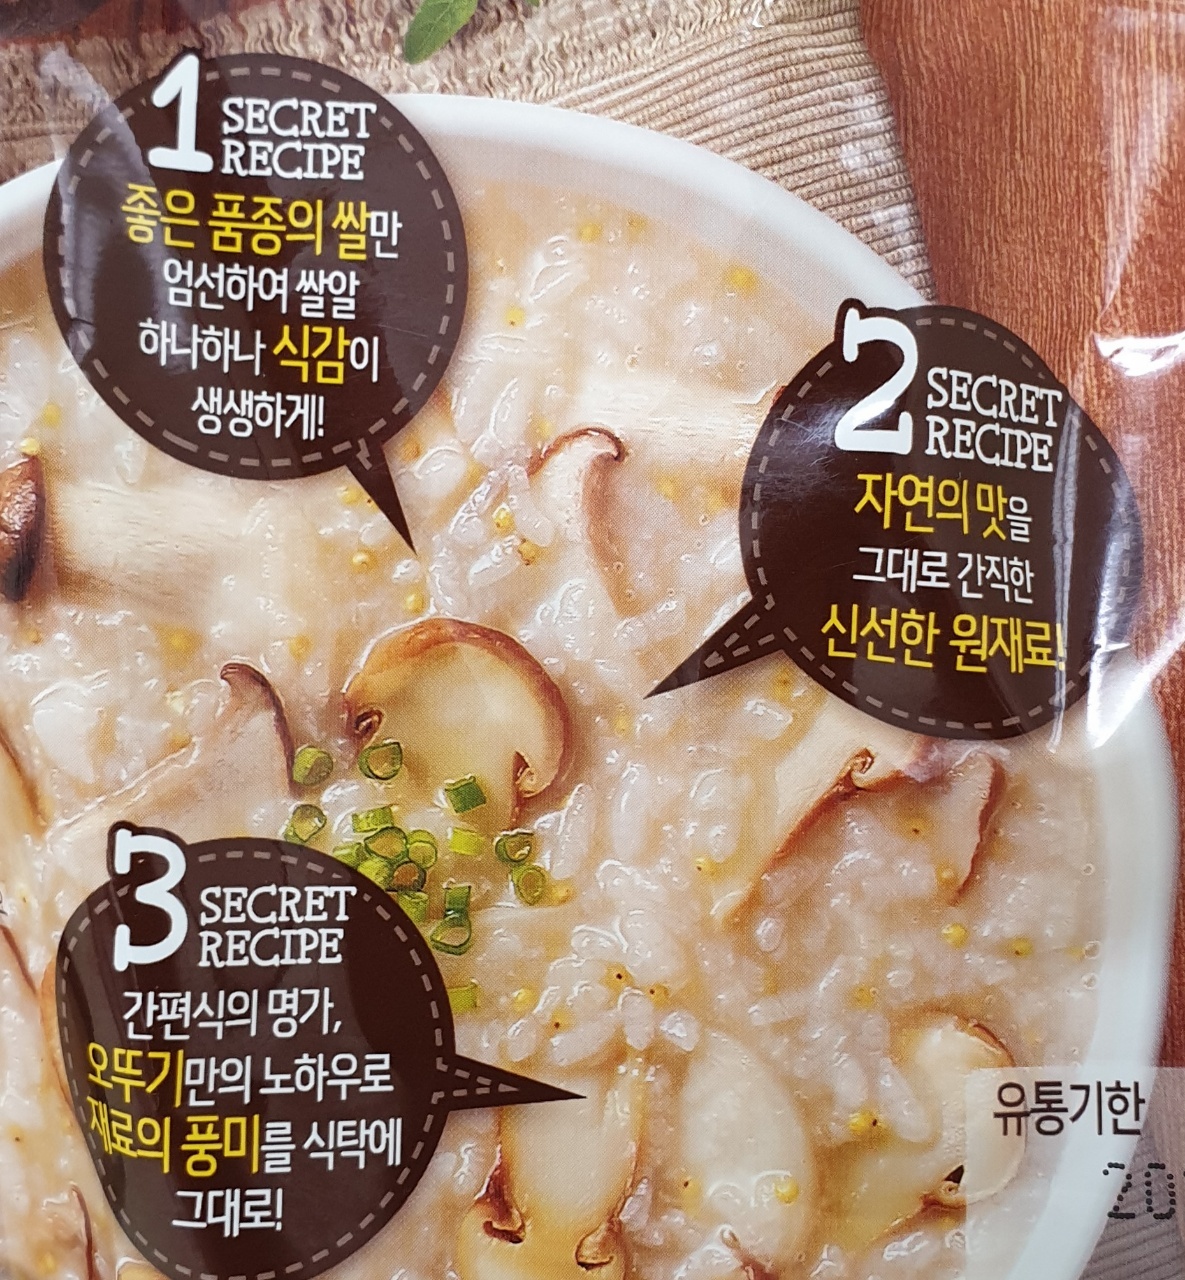 1 SECRET
RECIPE
좋은 품종의 쌀만
엄선하여 쌀알
하나하나 식감이
생생하게!
2 SECRET
RECIPE
자연의 맛을
그대로 간직한
신선한 원재료!
3 SECRET
RECIPE
간편식의 명가,
오뚜기만의 노하우로
재료의 풍미를 식탁에
그대로!
유통기한
20